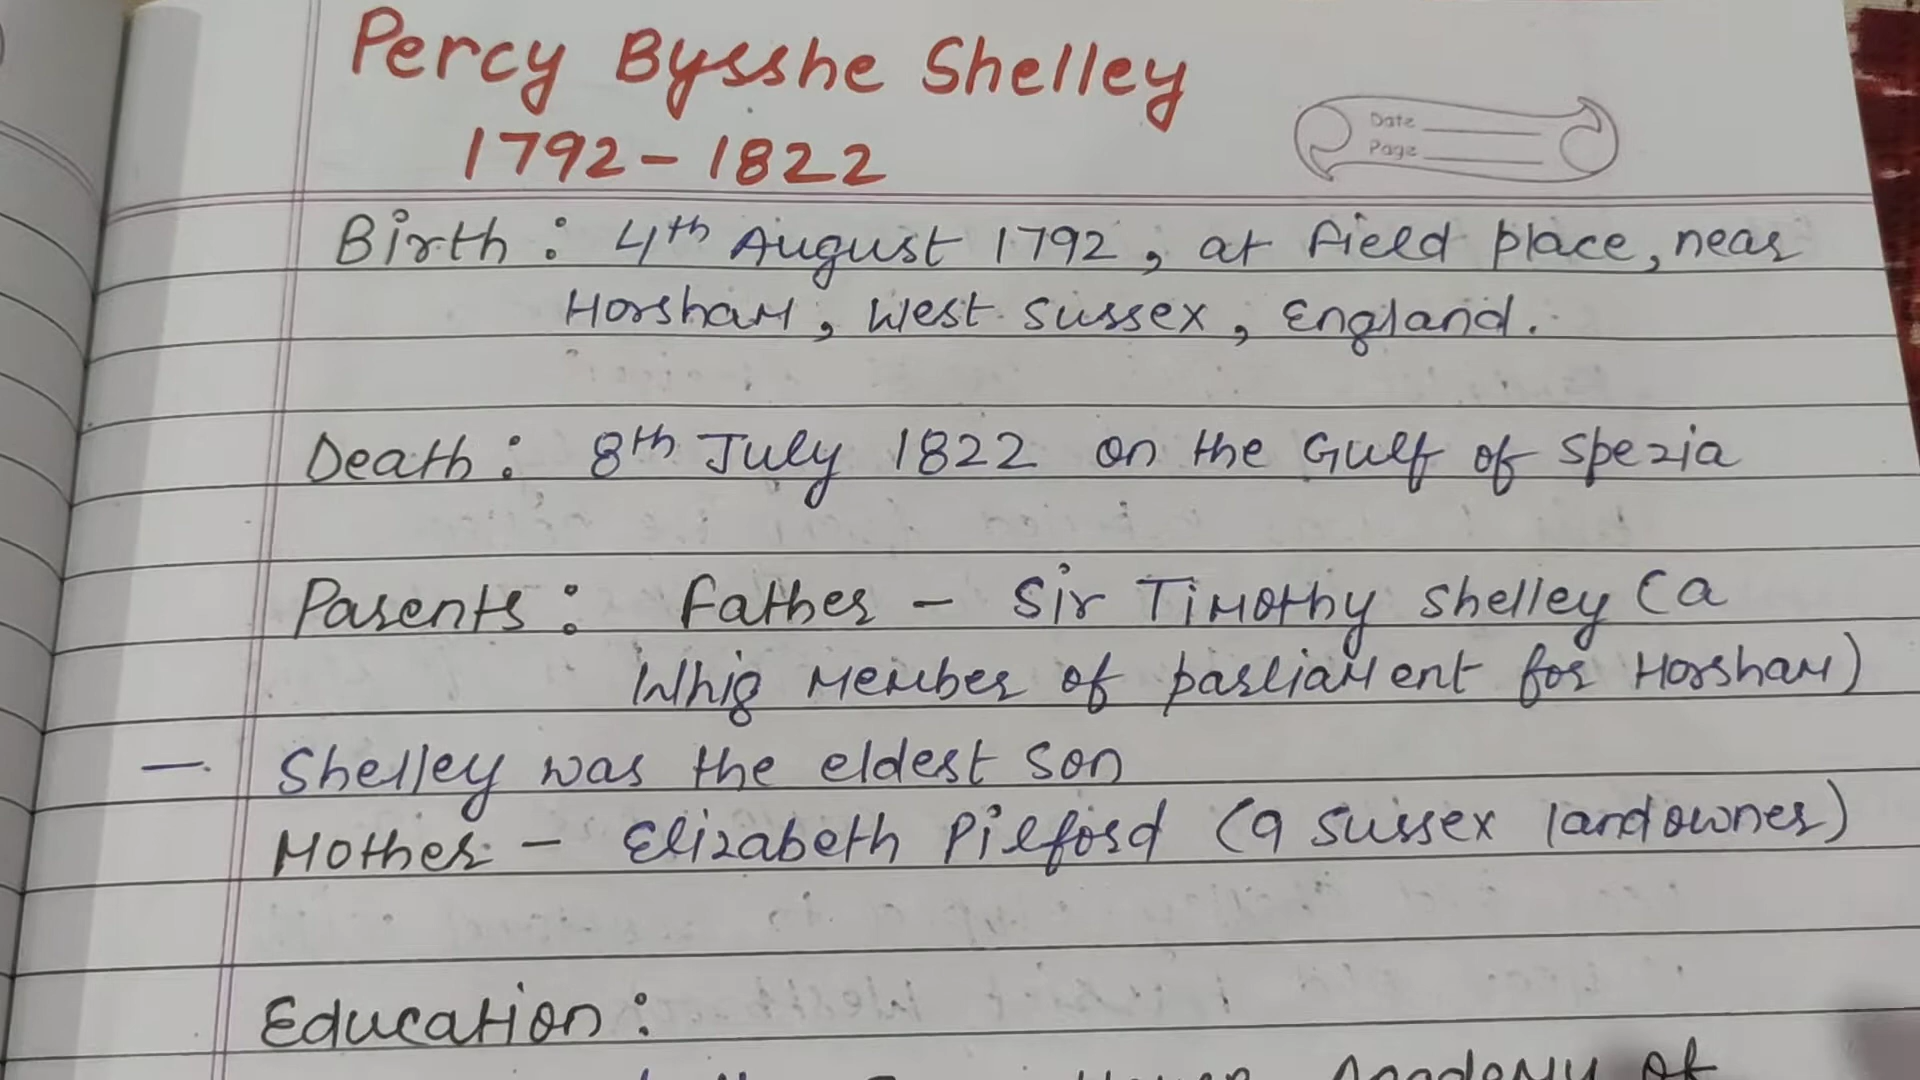 Percy Bysshe Shelley
1792-1822
Date
Page
Birth : 4th August 1792, at Field place, near
Horsham, West Sussex, England.
Death : 8th July 1822 on the Gulf of Spezia
Parents : Father - Sir Timothy Shelley (a
Whig Member of parliament for Horsham)
— Shelley was the eldest son
Mother - Elizabeth Pilford (a Sussex landowner)
Education :
Academy of